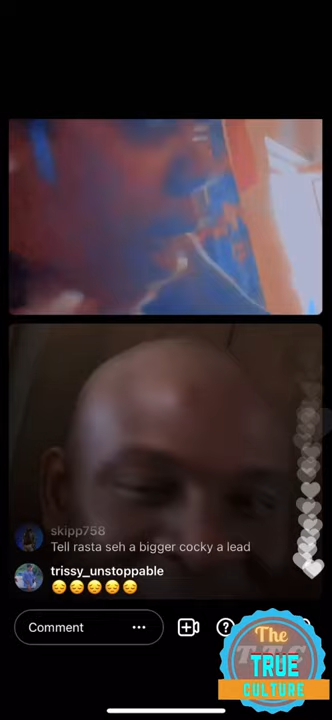 skipp758
Tell rasta seh a bigger cocky a lead
trissy_unstoppable
😔😔😔😔😔
Comment
The
TRUE
CULTURE